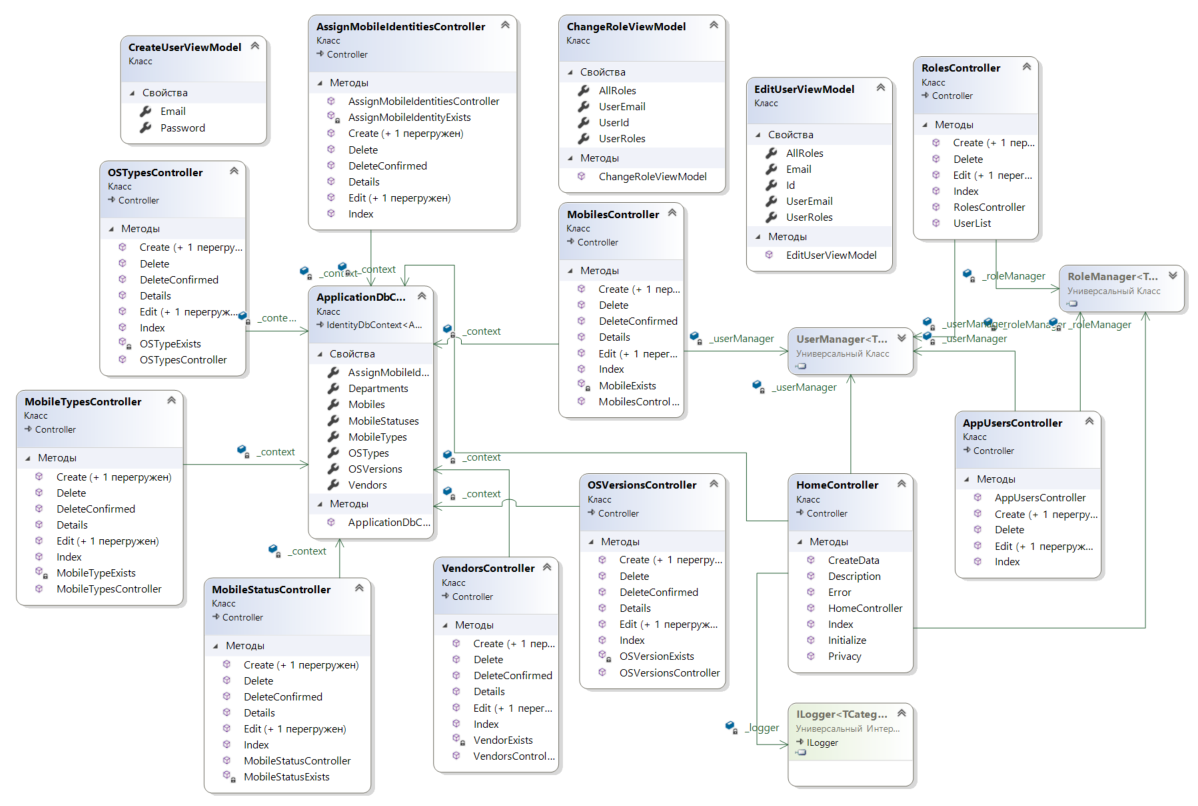 CreateUserViewModel
Класс
Свойства
Email
Password
AssignMobileIdentitiesController
Класс
Controller
Методы
AssignMobileIdentitiesController
AssignMobileIdentityExists
Create (+ 1 перегружен)
Delete
DeleteConfirmed
Details
Edit (+ 1 перегружен)
Index
ChangeRoleViewModel
Класс
Свойства
AllRoles
UserEmail
UserId
UserRoles
Методы
ChangeRoleViewModel
EditUserViewModel
Класс
Свойства
AllRoles
Email
Id
UserEmail
UserRoles
Методы
EditUserViewModel
RolesController
Класс
Controller
Методы
Create (+ 1 пер...
Delete
Edit (+ 1 перег...
Index
RolesController
UserList
OSTypesController
Класс
Controller
Методы
Create (+ 1 перегру...
Delete
DeleteConfirmed
Details
Edit (+ 1 перегруж...
Index
OSTypeExists
OSTypesController
MobilesController
Класс
Controller
Методы
Create (+ 1 пер...
Delete
DeleteConfirmed
Details
Edit (+ 1 перег...
Index
MobileExists
MobilesControl...
_context
_context
_conte...
_context
_roleManager
RoleManager<T...
Универсальный Класс
_userManager
_roleManager
_roleManager
_userManager
_userManager
UserManager<T...
Универсальный Класс
_userManager
ApplicationDbC...
Класс
IdentityDbContext<A...
Свойства
AssignMobileId...
Departments
Mobiles
MobileStatuses
MobileTypes
OSTypes
OSVersions
Vendors
Методы
ApplicationDbC...
MobileTypesController
Класс
Controller
Методы
Create (+ 1 перегружен)
Delete
DeleteConfirmed
Details
Edit (+ 1 перегружен)
Index
MobileTypeExists
MobileTypesController
_context
_context
_context
_context
AppUsersController
Класс
Controller
Методы
AppUsersController
Create (+ 1 перегру...
Delete
Edit (+ 1 перегруж...
Index
OSVersionsController
Класс
Controller
Методы
Create (+ 1 перегру...
Delete
DeleteConfirmed
Details
Edit (+ 1 перегруж...
Index
OSVersionExists
OSVersionsController
HomeController
Класс
Controller
Методы
CreateData
Description
Error
HomeController
Index
Initialize
Privacy
MobileStatusController
Класс
Controller
Методы
Create (+ 1 перегружен)
Delete
DeleteConfirmed
Details
Edit (+ 1 перегружен)
Index
MobileStatusController
MobileStatusExists
VendorsController
Класс
Controller
Методы
Create (+ 1 пер...
Delete
DeleteConfirmed
Details
Edit (+ 1 перег...
Index
VendorExists
VendorsControl...
_logger
ILogger<TCateg...
Универсальный Интер...
ILogger